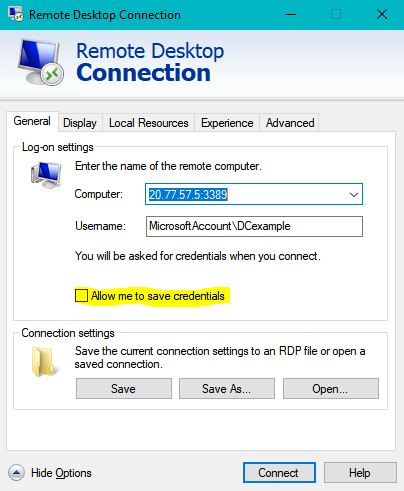 Remote Desktop Connection
Remote Desktop
Connection
General Display Local Resources Experience Advanced
Log-on settings
Enter the name of the remote computer.
Computer: 20.77.57.5:3389
Username: MicrosoftAccount\DCexample
You will be asked for credentials when you connect.
Allow me to save credentials
Connection settings
Save the current connection settings to an RDP file or open a
saved connection.
Save Save As... Open...
Hide Options Connect Help